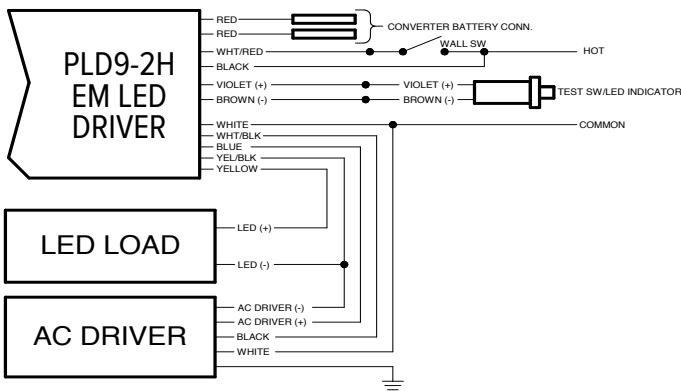 PLD9-2H
EM LED
DRIVER
RED
RED
CONVERTER BATTERY CONN.
WHT/RED
WALL SW
HOT
BLACK
VIOLET (+)
VIOLET (+)
BROWN (-)
BROWN (-)
TEST SW/LED INDICATOR
WHITE
COMMON
WHT/BLK
BLUE
YEL/BLK
YELLOW
LED LOAD
LED (+)
LED (-)
AC DRIVER
AC DRIVER (-)
AC DRIVER (+)
BLACK
WHITE